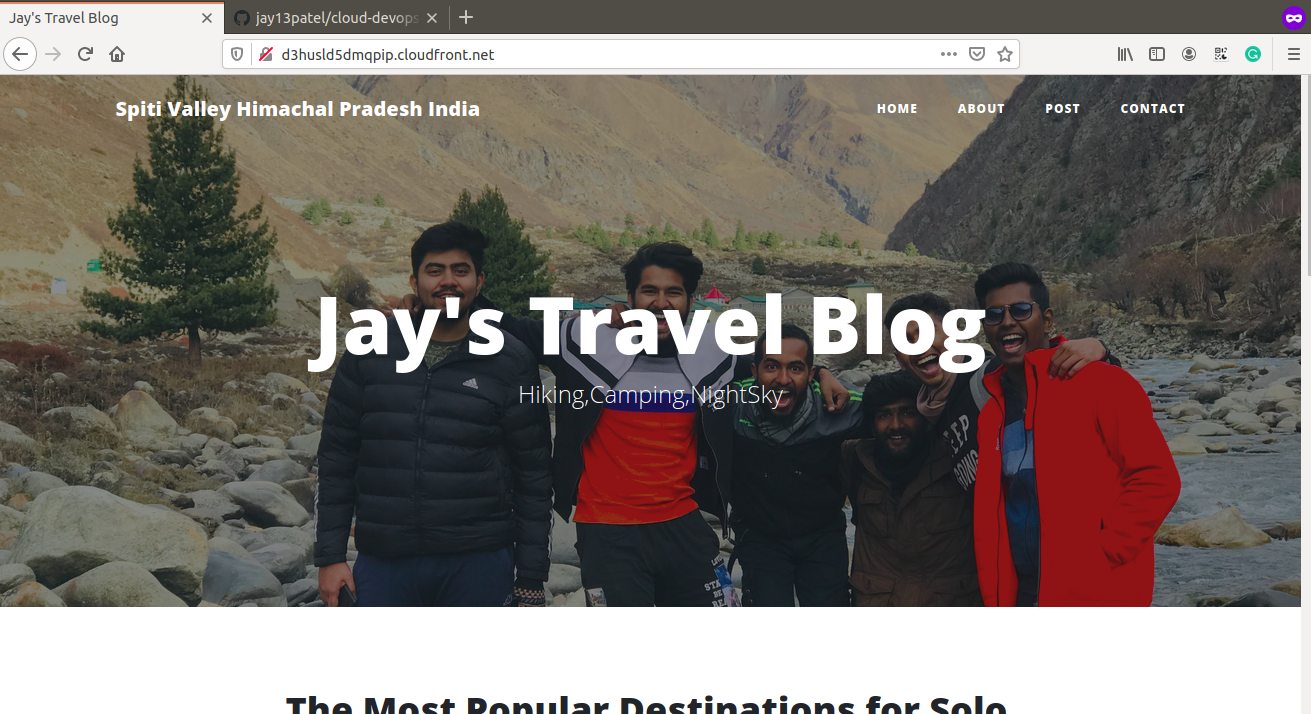 Jay's Travel Blog
jay13patel/cloud-devops
d3husld5dmqpip.cloudfront.net
Spiti Valley Himachal Pradesh India
HOME ABOUT POST CONTACT
Jay's Travel Blog
Hiking,Camping,NightSky
adidas
The Most Popular Destinations for Solo